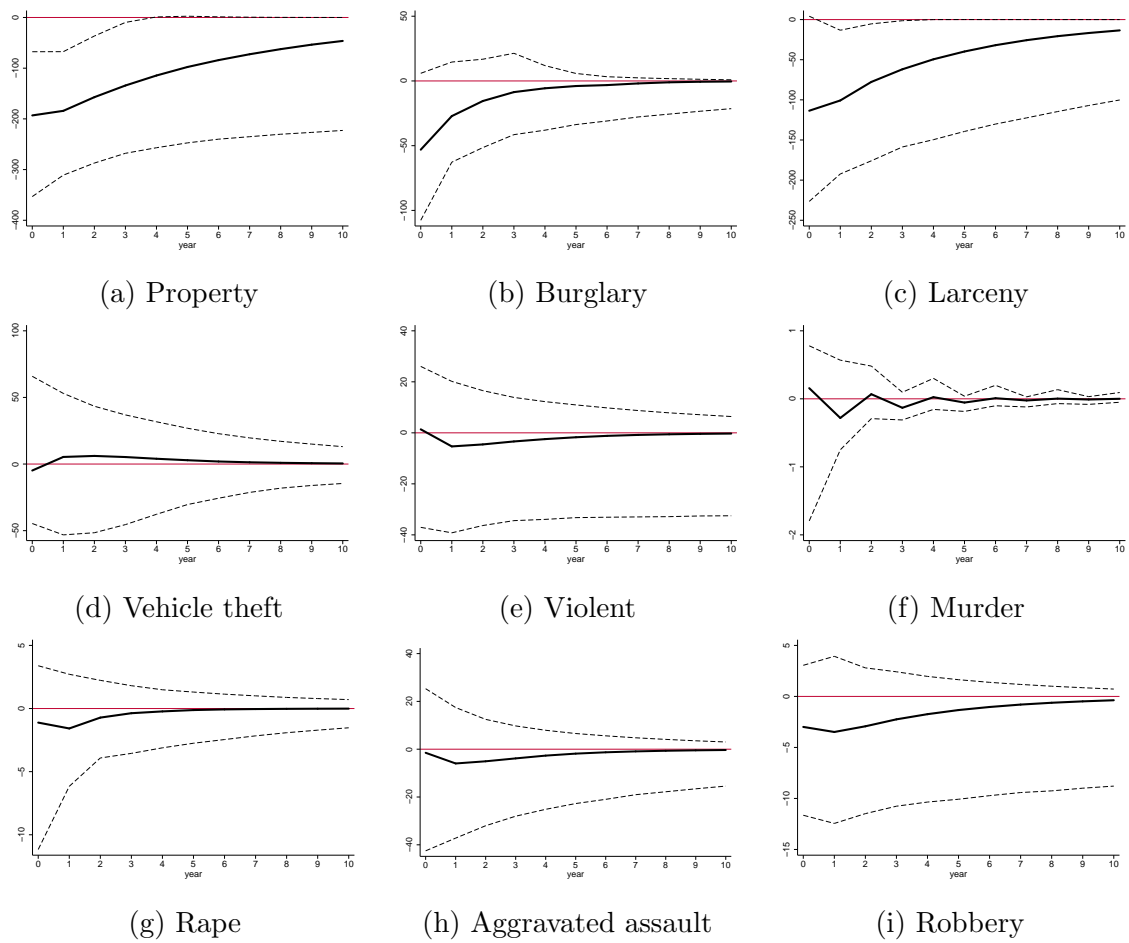 0
−100
−200
−300
−400
0 1 2 3 4 5 6 7 8 9 10
year
(a) Property
50
0
−50
−100
0 1 2 3 4 5 6 7 8 9 10
year
(b) Burglary
0
−50
−100
−150
−200
−250
0 1 2 3 4 5 6 7 8 9 10
year
(c) Larceny
100
50
0
−50
0 1 2 3 4 5 6 7 8 9 10
year
(d) Vehicle theft
40
20
0
−20
−40
0 1 2 3 4 5 6 7 8 9 10
year
(e) Violent
1
0
−1
−2
0 1 2 3 4 5 6 7 8 9 10
year
(f) Murder
5
0
−5
−10
0 1 2 3 4 5 6 7 8 9 10
year
(g) Rape
40
20
0
−20
−40
0 1 2 3 4 5 6 7 8 9 10
year
(h) Aggravated assault
5
0
−5
−10
−15
0 1 2 3 4 5 6 7 8 9 10
year
(i) Robbery